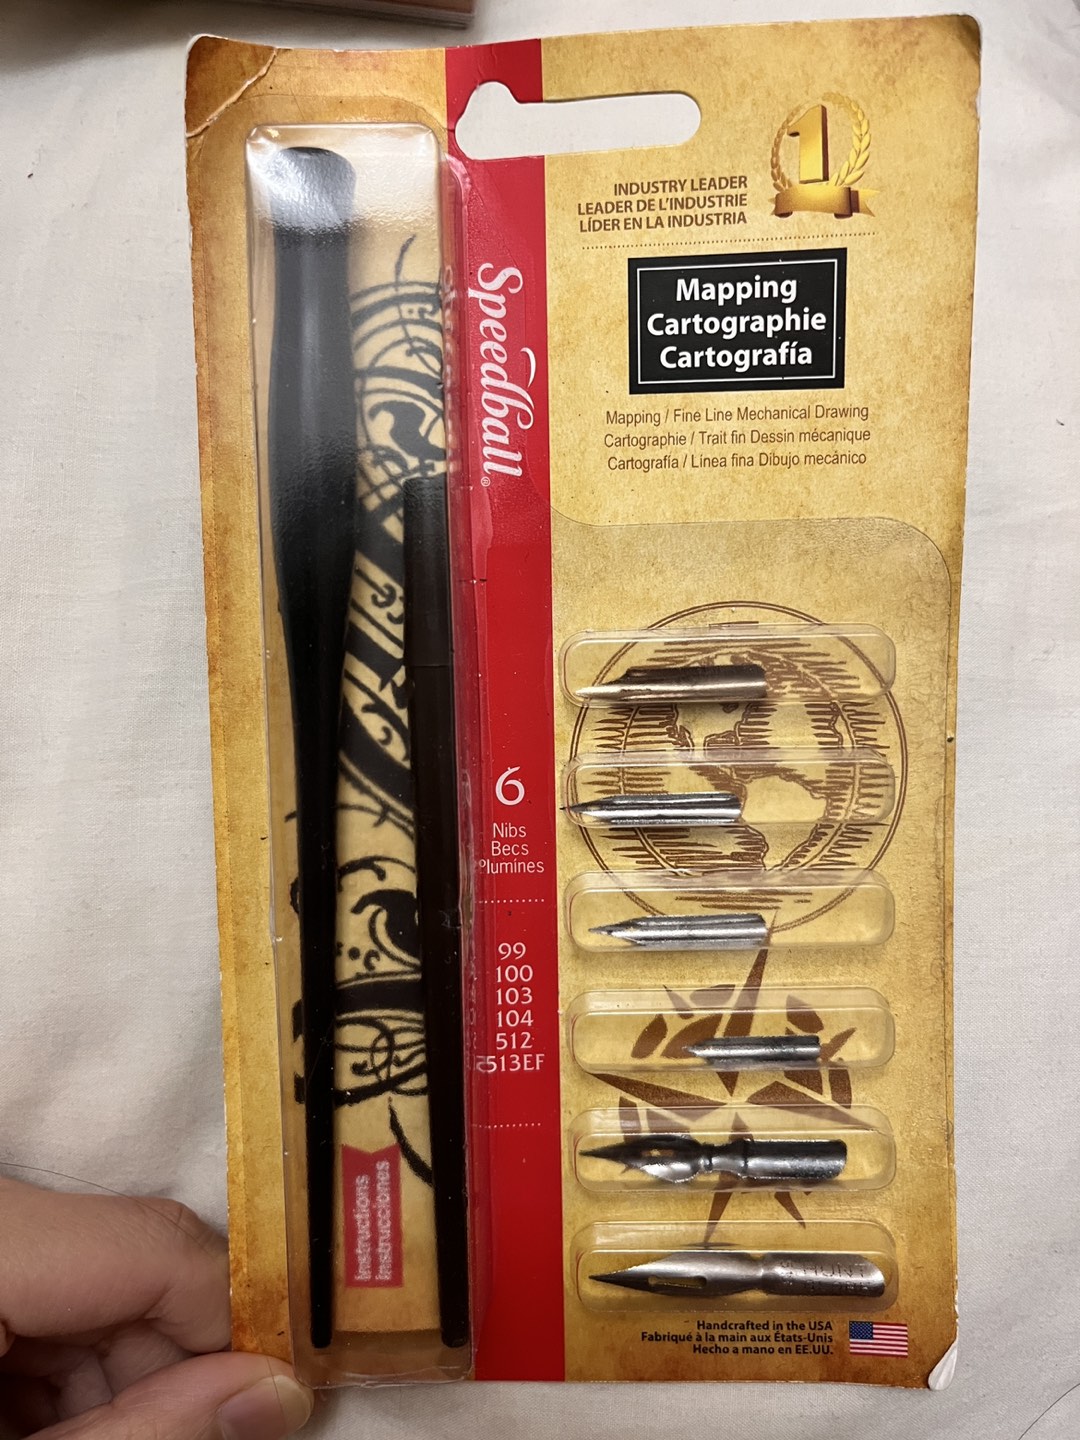 INDUSTRY LEADER
LEADER DE L'INDUSTRIE
LÍDER EN LA INDUSTRIA
1
Mapping
Cartographie
Cartografía
Mapping / Fine Line Mechanical Drawing
Cartographie / Trait fin Dessin mécanique
Cartografía / Línea fina Dibujo mecánico
Speedball®
6
Nibs
Becs
Plumines
99
100
103
104
512
513EF
Instructions
Instrucciones
HUNT
Handcrafted in the USA
Fabriqué à la main aux États-Unis
Hecho a mano en EE.UU.